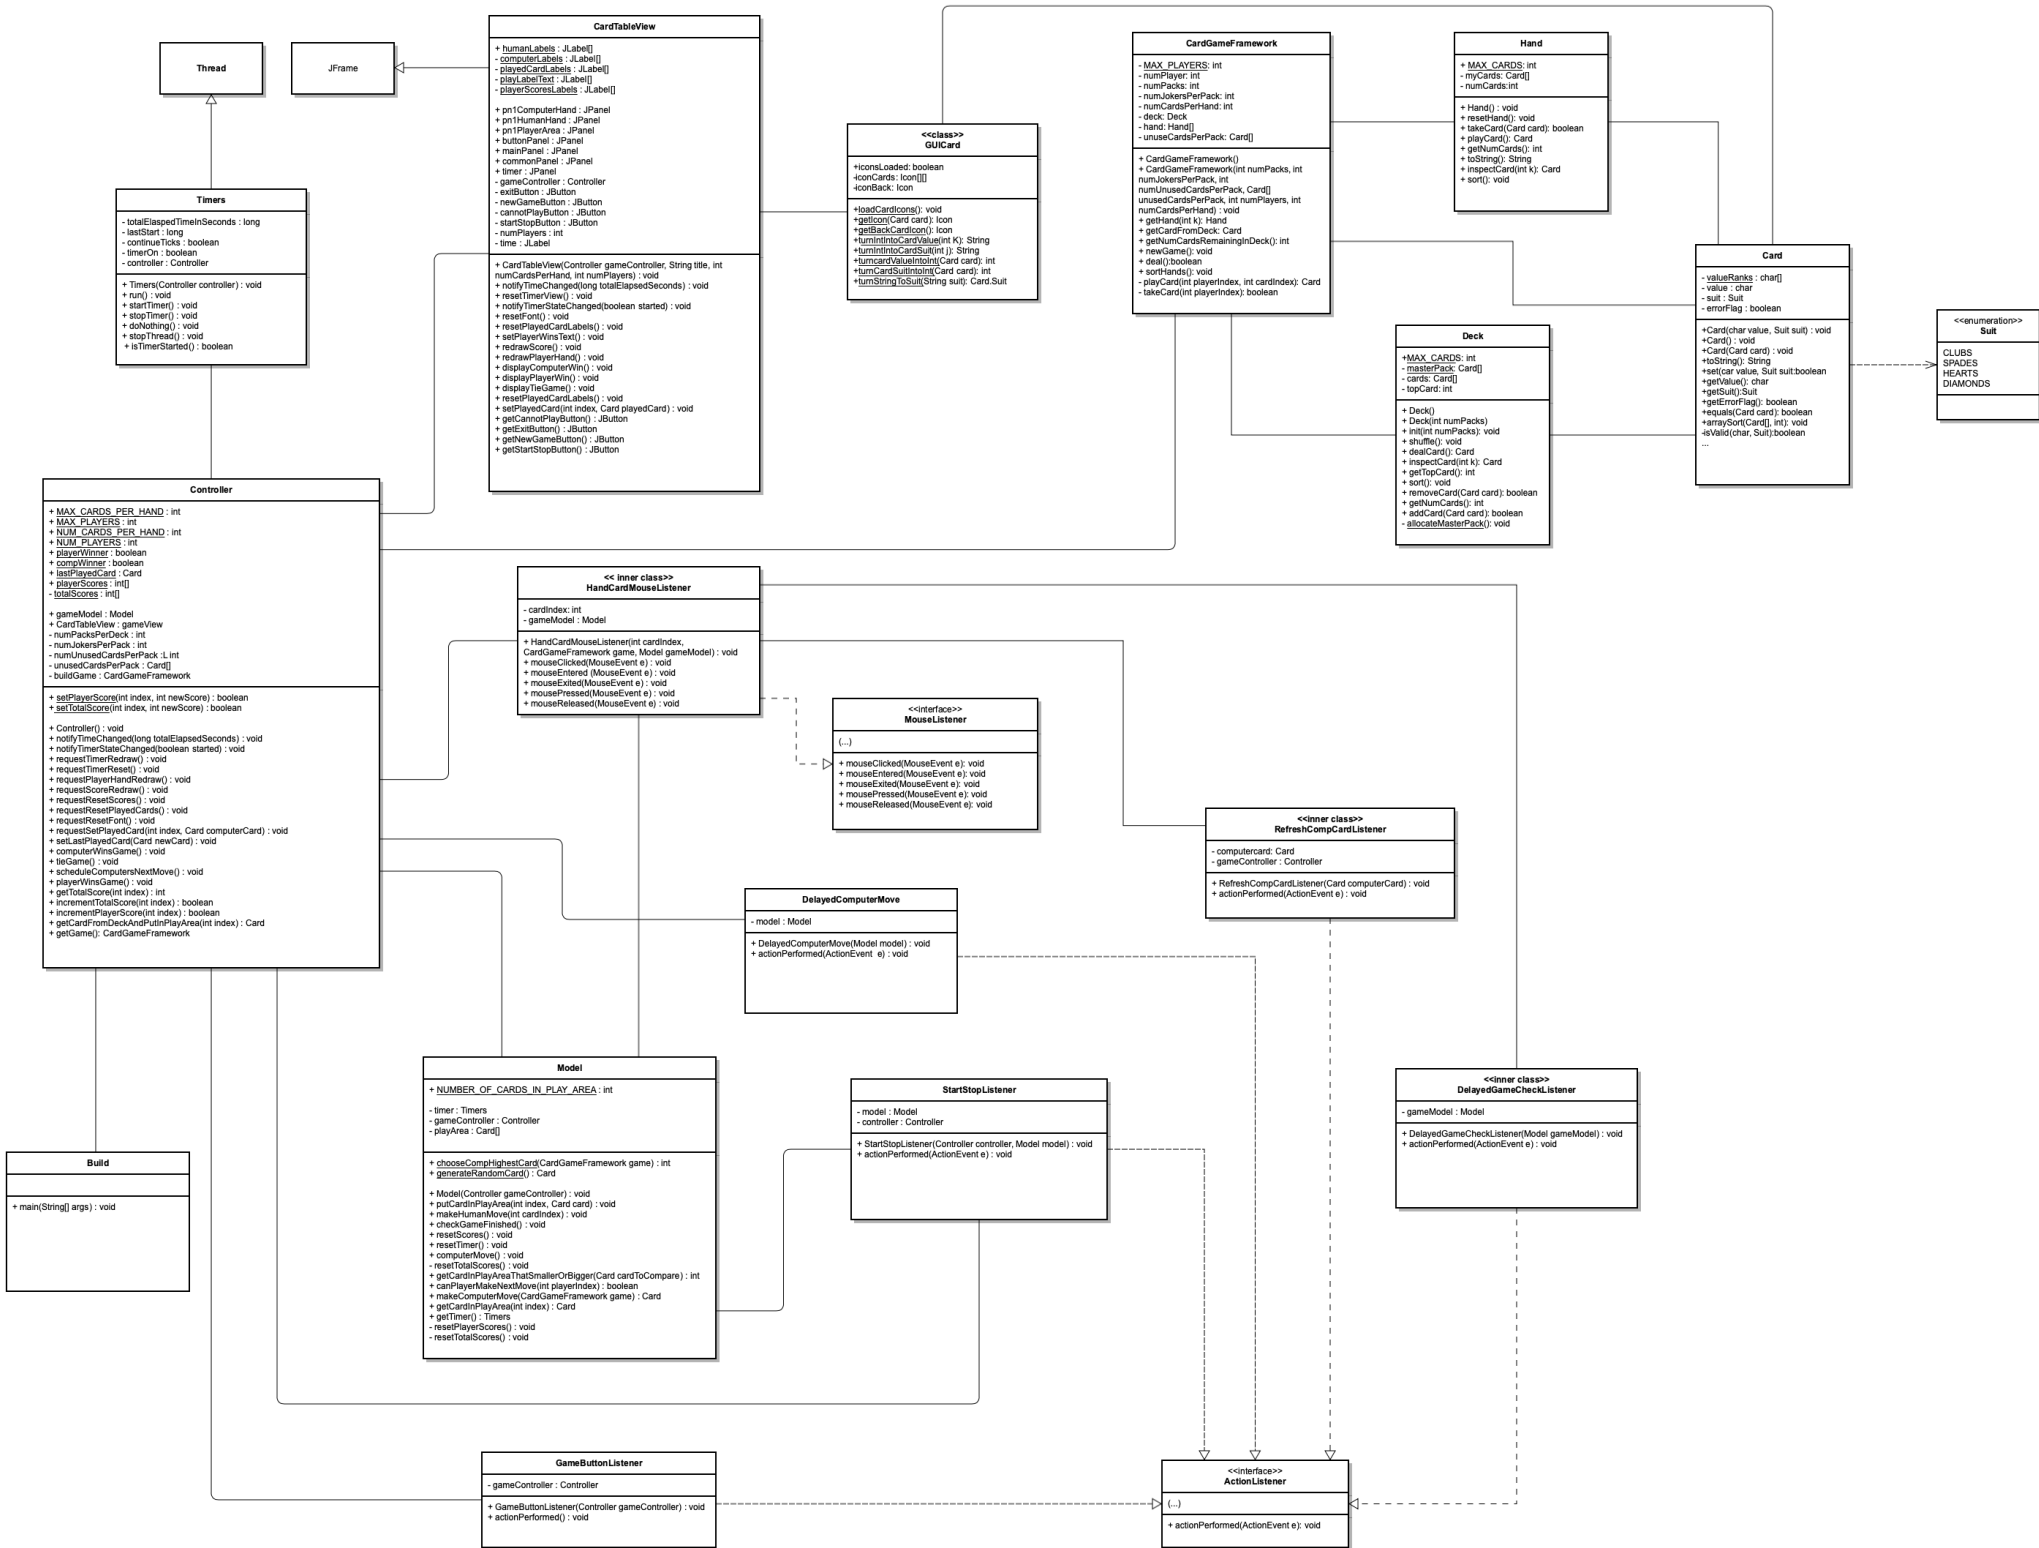 Thread
JFrame
CardTableView
+ humanLabels : JLabel[]
- computerLabels : JLabel[]
- playedCardLabels : JLabel[]
- playLabelText : JLabel[]
- playerScoresLabels : JLabel[]
+ pn1ComputerHand : JPanel
+ pn1HumanHand : JPanel
+ pn1PlayerArea : JPanel
+ buttonPanel : JPanel
+ mainPanel : JPanel
+ commonPanel : JPanel
+ timer : JPanel
- gameController : Controller
- exitButton : JButton
- newGameButton : JButton
- cannotPlayButton : JButton
- startStopButton : JButton
- numPlayers : int
- time : JLabel
+ CardTableView(Controller gameController, String title, int
numCardsPerHand, int numPlayers) : void
+ notifyTimeChanged(long totalElapsedSeconds) : void
+ resetTimerView() : void
+ notifyTimerStateChanged(boolean started) : void
+ resetFont() : void
+ resetPlayedCardLabels() : void
+ setPlayerWinsText() : void
+ redrawScore() : void
+ redrawPlayerHand() : void
+ displayComputerWin() : void
+ displayPlayerWin() : void
+ displayTieGame() : void
+ resetPlayedCardLabels() : void
+ setPlayedCard(int index, Card playedCard) : void
+ getCannotPlayButton() : JButton
+ getExitButton() : JButton
+ getNewGameButton() : JButton
+ getStartStopButton() : JButton
<<class>>
GUICard
+iconsLoaded: boolean
-iconCards: Icon[][]
-iconBack: Icon
+loadCardIcons(): void
+getIcon(Card card): Icon
+getBackCardIcon(): Icon
+turnIntIntoCardValue(int K): String
+turnIntIntoCardSuit(int j): String
+turncardValueIntoInt(Card card): int
+turnCardSuitIntoInt(Card card): int
+turnStringToSuit(String suit): Card.Suit
CardGameFramework
- MAX_PLAYERS: int
- numPlayer: int
- numPacks: int
- numJokersPerPack: int
- numCardsPerHand: int
- deck: Deck
- hand: Hand[]
- unuseCardsPerPack: Card[]
+ CardGameFramework()
+ CardGameFramework(int numPacks, int
numJokersPerPack, int
numUnusedCardsPerPack, Card[]
unusedCardsPerPack, int numPlayers, int
numCardsPerHand) : void
+ getHand(int k): Hand
+ getCardFromDeck: Card
+ getNumCardsRemainingInDeck(): int
+ newGame(): void
+ deal():boolean
+ sortHands(): void
- playCard(int playerIndex, int cardIndex): Card
- takeCard(int playerIndex): boolean
Hand
+ MAX_CARDS: int
- myCards: Card[]
- numCards:int
+ Hand() : void
+ resetHand(): void
+ takeCard(Card card): boolean
+ playCard(): Card
+ getNumCards(): int
+ toString(): String
+ inspectCard(int k): Card
+ sort(): void
Card
- valueRanks : char[]
- value : char
- suit : Suit
- errorFlag : boolean
+Card(char value, Suit suit) : void
+Card() : void
+Card(Card card) : void
+toString(): String
+set(car value, Suit suit:boolean
+getValue(): char
+getSuit():Suit
+getErrorFlag(): boolean
+equals(Card card): boolean
+arraySort(Card[], int): void
-isValid(char, Suit):boolean
...
<<enumeration>>
Suit
CLUBS
SPADES
HEARTS
DIAMONDS
Deck
+MAX_CARDS: int
- masterPack: Card[]
- cards: Card[]
- topCard: int
+ Deck()
+ Deck(int numPacks)
+ init(int numPacks): void
+ shuffle(): void
+ dealCard(): Card
+ inspectCard(int k): Card
+ getTopCard(): int
+ sort(): void
+ removeCard(Card card): boolean
+ getNumCards(): int
+ addCard(Card card): boolean
- allocateMasterPack(): void
Timers
- totalElaspedTimeInSeconds : long
- lastStart : long
- continueTicks : boolean
- timerOn : boolean
- controller : Controller
+ Timers(Controller controller) : void
+ run() : void
+ startTimer() : void
+ stopTimer() : void
+ doNothing() : void
+ stopThread() : void
+ isTimerStarted() : boolean
Controller
+ MAX_CARDS_PER_HAND : int
+ MAX_PLAYERS : int
+ NUM_CARDS_PER_HAND : int
+ NUM_PLAYERS : int
+ playerWinner : boolean
+ compWinner : boolean
+ lastPlayedCard : Card
+ playerScores : int[]
- totalScores : int[]
+ gameModel : Model
+ CardTableView : gameView
- numPacksPerDeck : int
- numJokersPerPack : int
- numUnusedCardsPerPack :L int
- unusedCardsPerPack : Card[]
- buildGame : CardGameFramework
+ setPlayerScore(int index, int newScore) : boolean
+ setTotalScore(int index, int newScore) : boolean
+ Controller() : void
+ notifyTimeChanged(long totalElapsedSeconds) : void
+ notifyTimerStateChanged(boolean started) : void
+ requestTimerRedraw() : void
+ requestTimerReset() : void
+ requestPlayerHandRedraw() : void
+ requestScoreRedraw() : void
+ requestResetScores() : void
+ requestResetPlayedCards() : void
+ requestResetFont() : void
+ requestSetPlayedCard(int index, Card computerCard) : void
+ setLastPlayedCard(Card newCard) : void
+ computerWinsGame() : void
+ tieGame() : void
+ scheduleComputersNextMove() : void
+ playerWinsGame() : void
+ getTotalScore(int index) : int
+ incrementTotalScore(int index) : boolean
+ incrementPlayerScore(int index) : boolean
+ getCardFromDeckAndPutInPlayArea(int index) : Card
+ getGame(): CardGameFramework
<< inner class>>
HandCardMouseListener
- cardIndex: int
- gameModel : Model
+ HandCardMouseListener(int cardIndex,
CardGameFramework game, Model gameModel) : void
+ mouseClicked(MouseEvent e) : void
+ mouseEntered (MouseEvent e) : void
+ mouseExited(MouseEvent e) : void
+ mousePressed(MouseEvent e) : void
+ mouseReleased(MouseEvent e) : void
<<interface>>
MouseListener
(...)
+ mouseClicked(MouseEvent e): void
+ mouseEntered(MouseEvent e): void
+ mouseExited(MouseEvent e): void
+ mousePressed(MouseEvent e): void
+ mouseReleased(MouseEvent e): void
<<inner class>>
RefreshCompCardListener
- computercard: Card
- gameController : Controller
+ RefreshCompCardListener(Card computerCard) : void
+ actionPerformed(ActionEvent e) : void
DelayedComputerMove
- model : Model
+ DelayedComputerMove(Model model) : void
+ actionPerformed(ActionEvent  e) : void
Model
+ NUMBER_OF_CARDS_IN_PLAY_AREA : int
- timer : Timers
- gameController : Controller
- playArea : Card[]
+ chooseCompHighestCard(CardGameFramework game) : int
+ generateRandomCard() : Card
+ Model(Controller gameController) : void
+ putCardInPlayArea(int index, Card card) : void
+ makeHumanMove(int cardIndex) : void
+ checkGameFinished() : void
+ resetScores() : void
+ resetTimer() : void
+ computerMove() : void
- resetTotalScores() : void
+ getCardInPlayAreaThatSmallerOrBigger(Card cardToCompare) : int
+ canPlayerMakeNextMove(int playerIndex) : boolean
+ makeComputerMove(CardGameFramework game) : Card
+ getCardInPlayArea(int index) : Card
+ getTimer() : Timers
- resetPlayerScores() : void
- resetTotalScores() : void
StartStopListener
- model : Model
- controller : Controller
+ StartStopListener(Controller controller, Model model) : void
+ actionPerformed(ActionEvent e) : void
<<inner class>>
DelayedGameCheckListener
- gameModel : Model
+ DelayedGameCheckListener(Model gameModel) : void
+ actionPerformed(ActionEvent e) : void
Build
+ main(String[] args) : void
GameButtonListener
- gameController : Controller
+ GameButtonListener(Controller gameController) : void
+ actionPerformed() : void
<<interface>>
ActionListener
(...)
+ actionPerformed(ActionEvent e): void